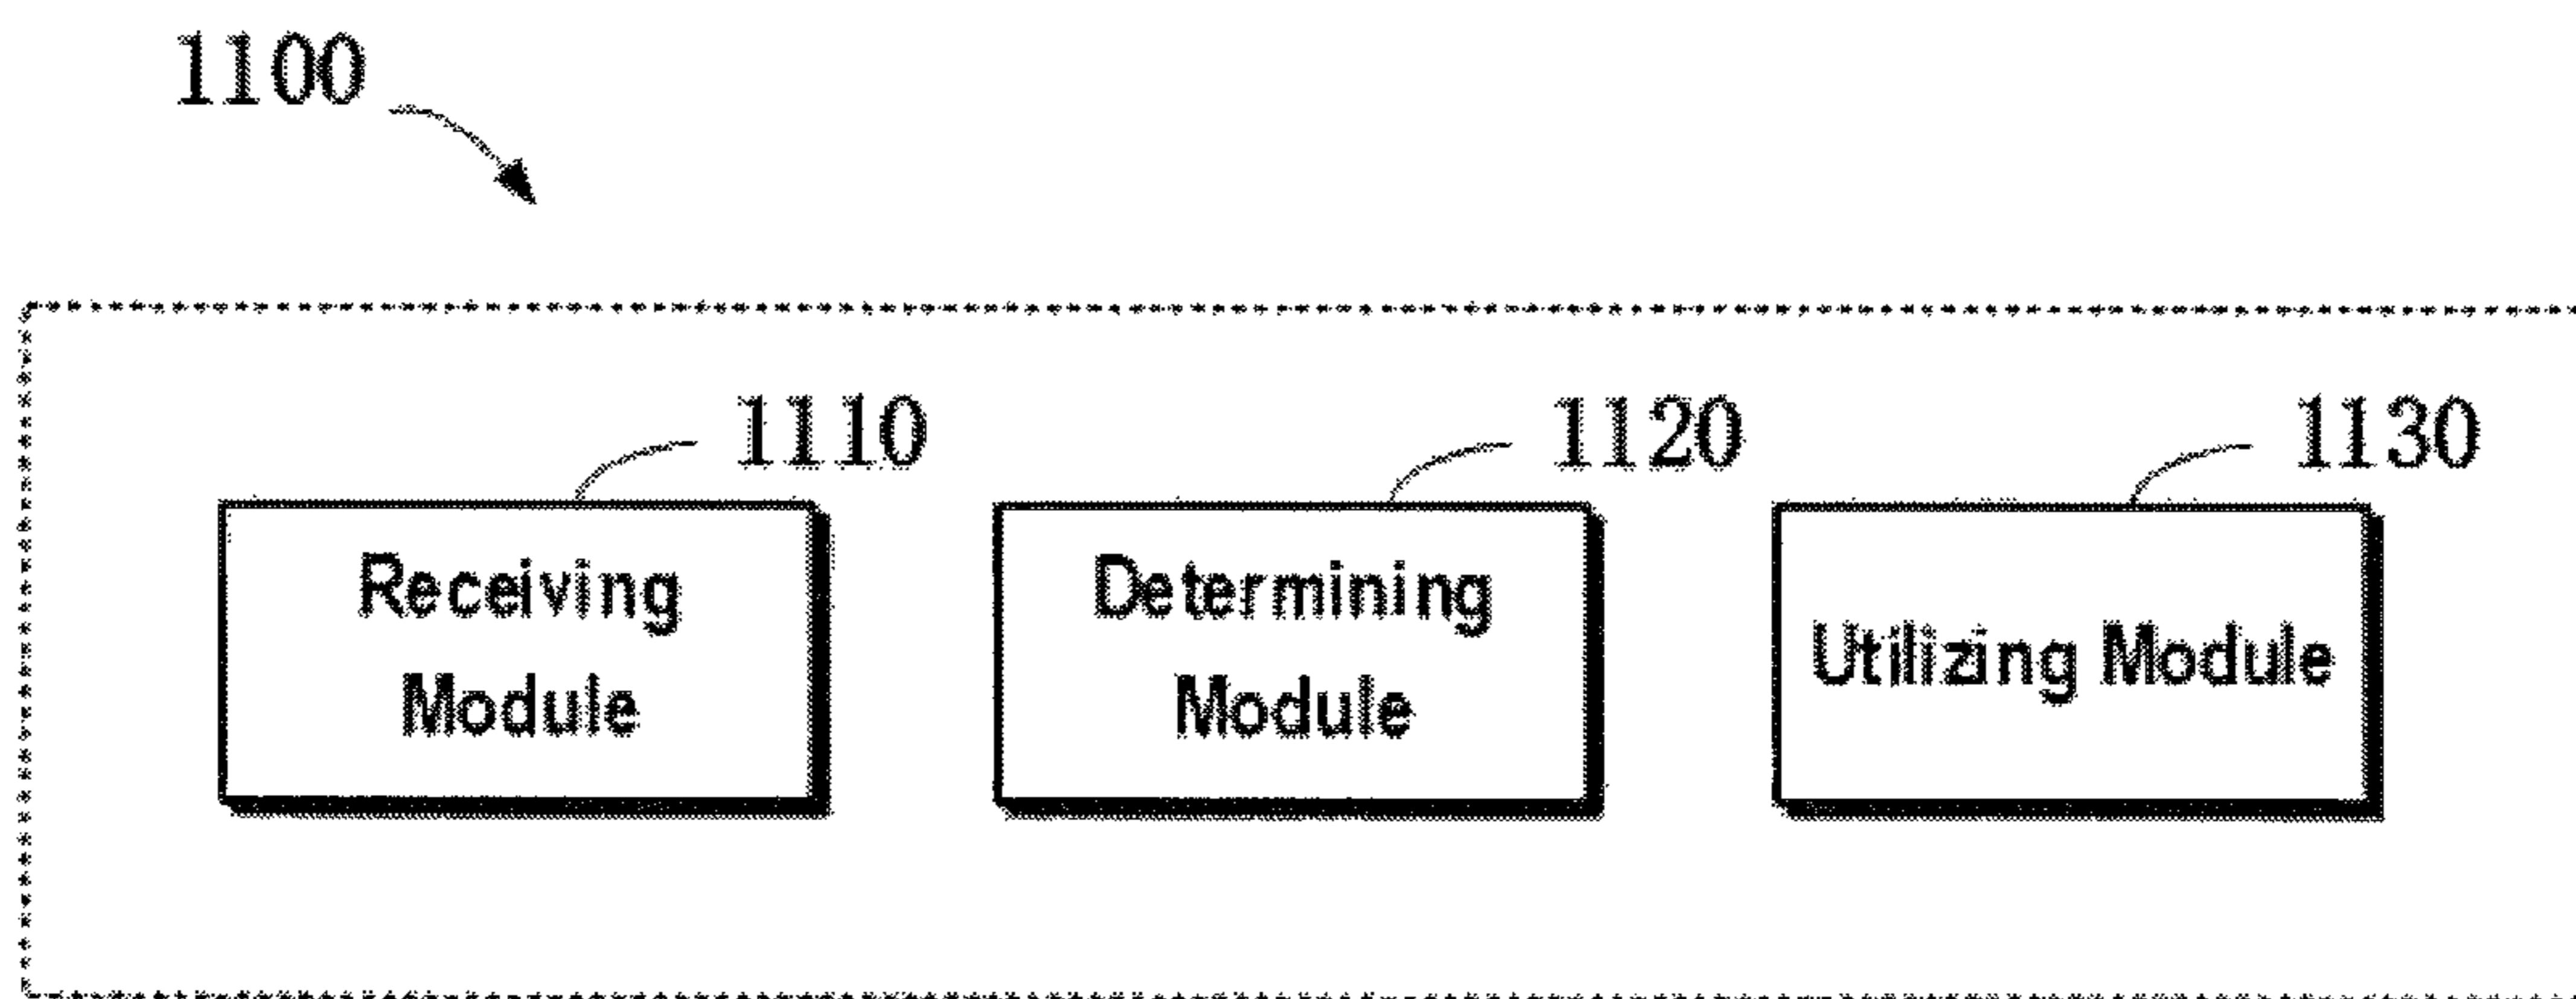 1100
1110
1120
1130
Receiving
Module
Determining
Module
Utilizing Module